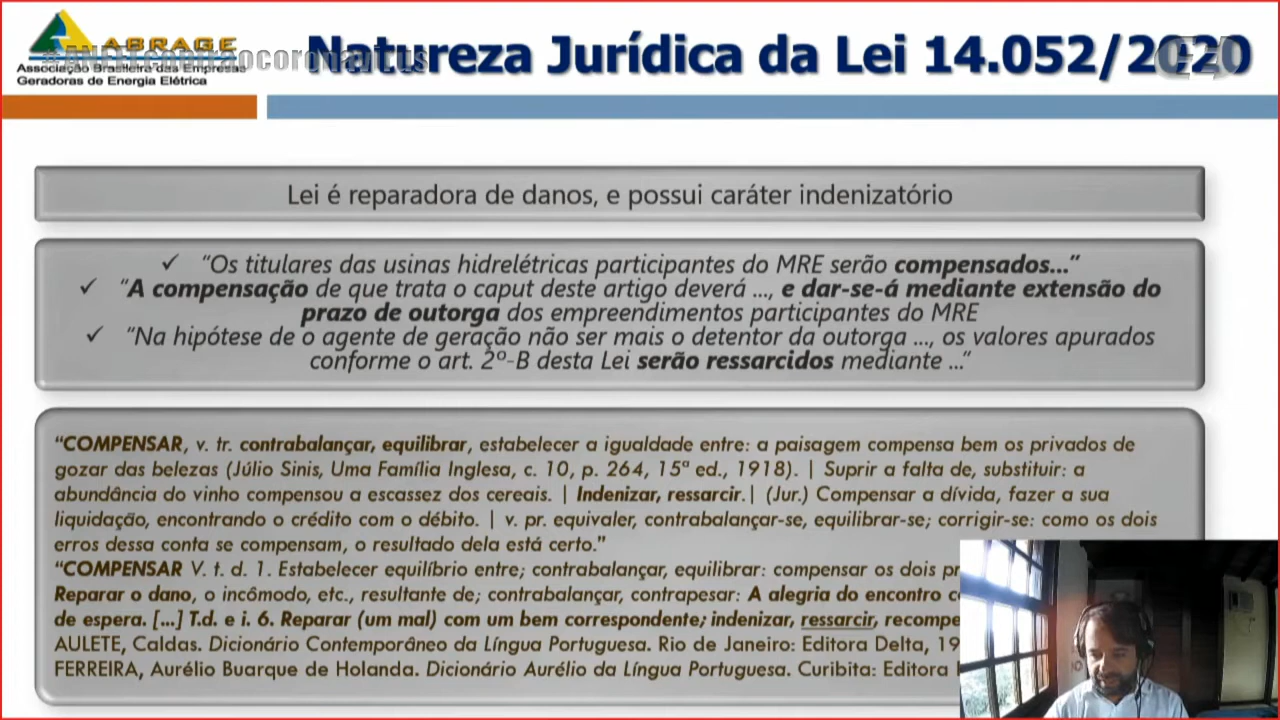 ABRAGE
Associação Brasileira das Empresas
Geradoras de Energia Elétrica
Natureza Jurídica da Lei 14.052/2020
Lei é reparadora de danos, e possui caráter indenizatório
✓ “Os titulares das usinas hidrelétricas participantes do MRE serão compensados...”
✓ “A compensação de que trata o caput deste artigo deverá ..., e dar-se-á mediante extensão do
prazo de outorga dos empreendimentos participantes do MRE
✓ “Na hipótese de o agente de geração não ser mais o detentor da outorga ..., os valores apurados
conforme o art. 2º-B desta Lei serão ressarcidos mediante ...”
“COMPENSAR, v. tr. contrabalançar, equilibrar, estabelecer a igualdade entre: a paisagem compensa bem os privados de
gozar das belezas (Júlio Sinis, Uma Família Inglesa, c. 10, p. 264, 15ª ed., 1918). | Suprir a falta de, substituir: a
abundância do vinho compensou a escassez dos cereais. | Indenizar, ressarcir.| (Jur.) Compensar a dívida, fazer a sua
liquidação, encontrando o crédito com o débito. | v. pr. equivaler, contrabalançar-se, equilibrar-se; corrigir-se: como os dois
erros dessa conta se compensam, o resultado dela está certo.”
“COMPENSAR V. t. d. 1. Estabelecer equilíbrio entre; contrabalançar, equilibrar: compensar os dois
Reparar o dano, o incômodo, etc., resultante de; contrabalançar, contrapesar: A alegria do encontro
de espera. [...] T.d. e i. 6. Reparar (um mal) com um bem correspondente; indenizar, ressarcir,
AULETE, Caldas. Dicionário Contemporâneo da Língua Portuguesa. Rio de Janeiro: Editora Delta,
FERREIRA, Aurélio Buarque de Holanda. Dicionário Aurélio da Língua Portuguesa. Curitiba: Editora